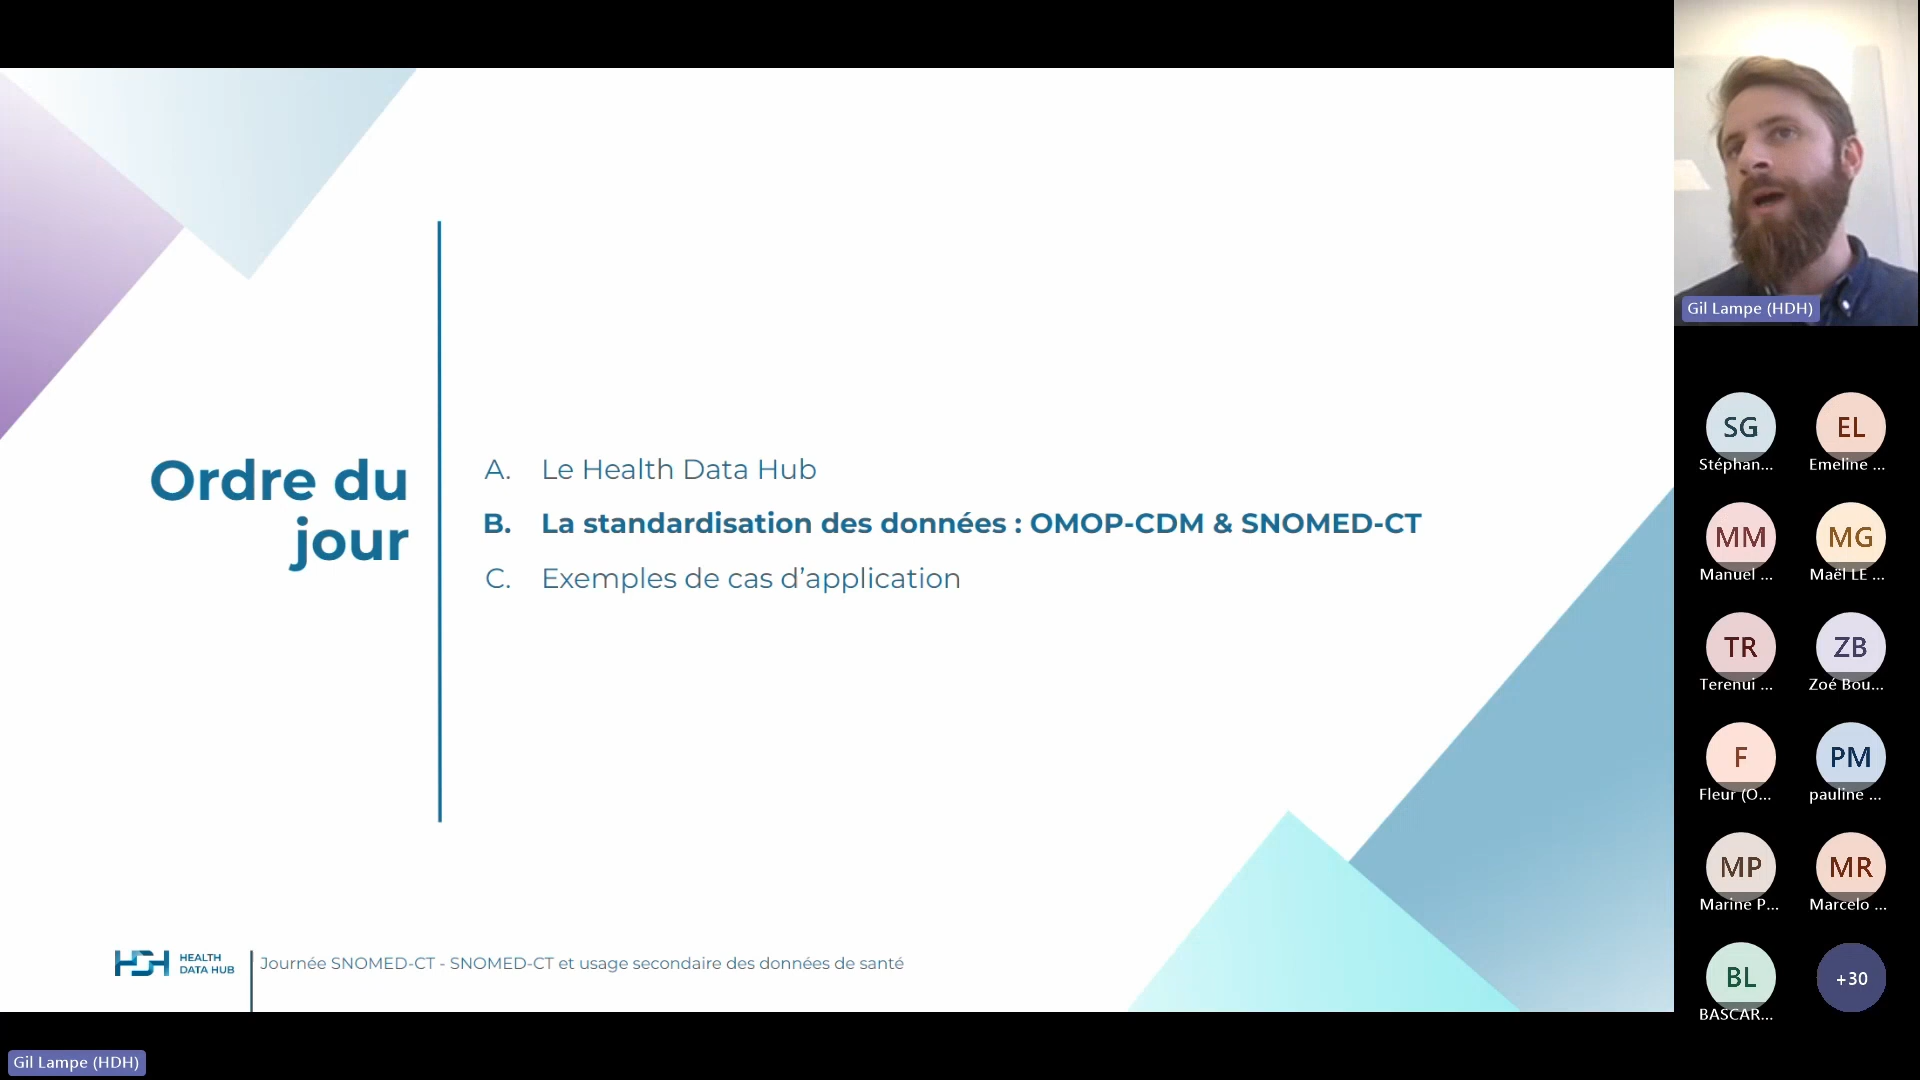 Ordre du
jour
A. Le Health Data Hub
B. La standardisation des données : OMOP-CDM & SNOMED-CT
C. Exemples de cas d’application
HDH
HEALTH
DATA HUB
Journée SNOMED-CT - SNOMED-CT et usage secondaire des données de santé
Gil Lampe (HDH)
Gil Lampe (HDH)
SG
Stéphan...
EL
Emeline ...
MM
Manuel ...
MG
Maël LE ...
TR
Terenui ...
ZB
Zoé Bou...
F
Fleur (O...
PM
pauline ...
MP
Marine P...
MR
Marcelo ...
BL
BASCAR...
+30